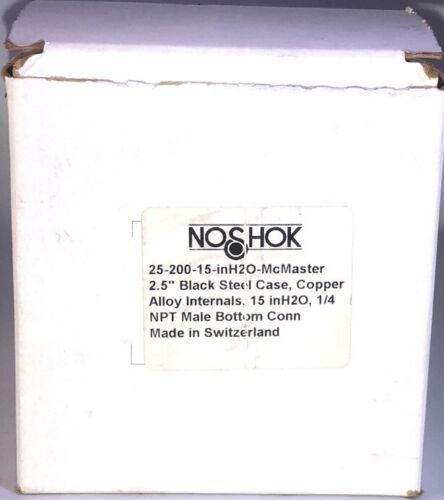 NOSHOK
25-200-15-inH2O-McMaster
2.5" Black Steel Case, Copper
Alloy Internals, 15 inH2O, 1/4
NPT Male Bottom Conn
Made in Switzerland